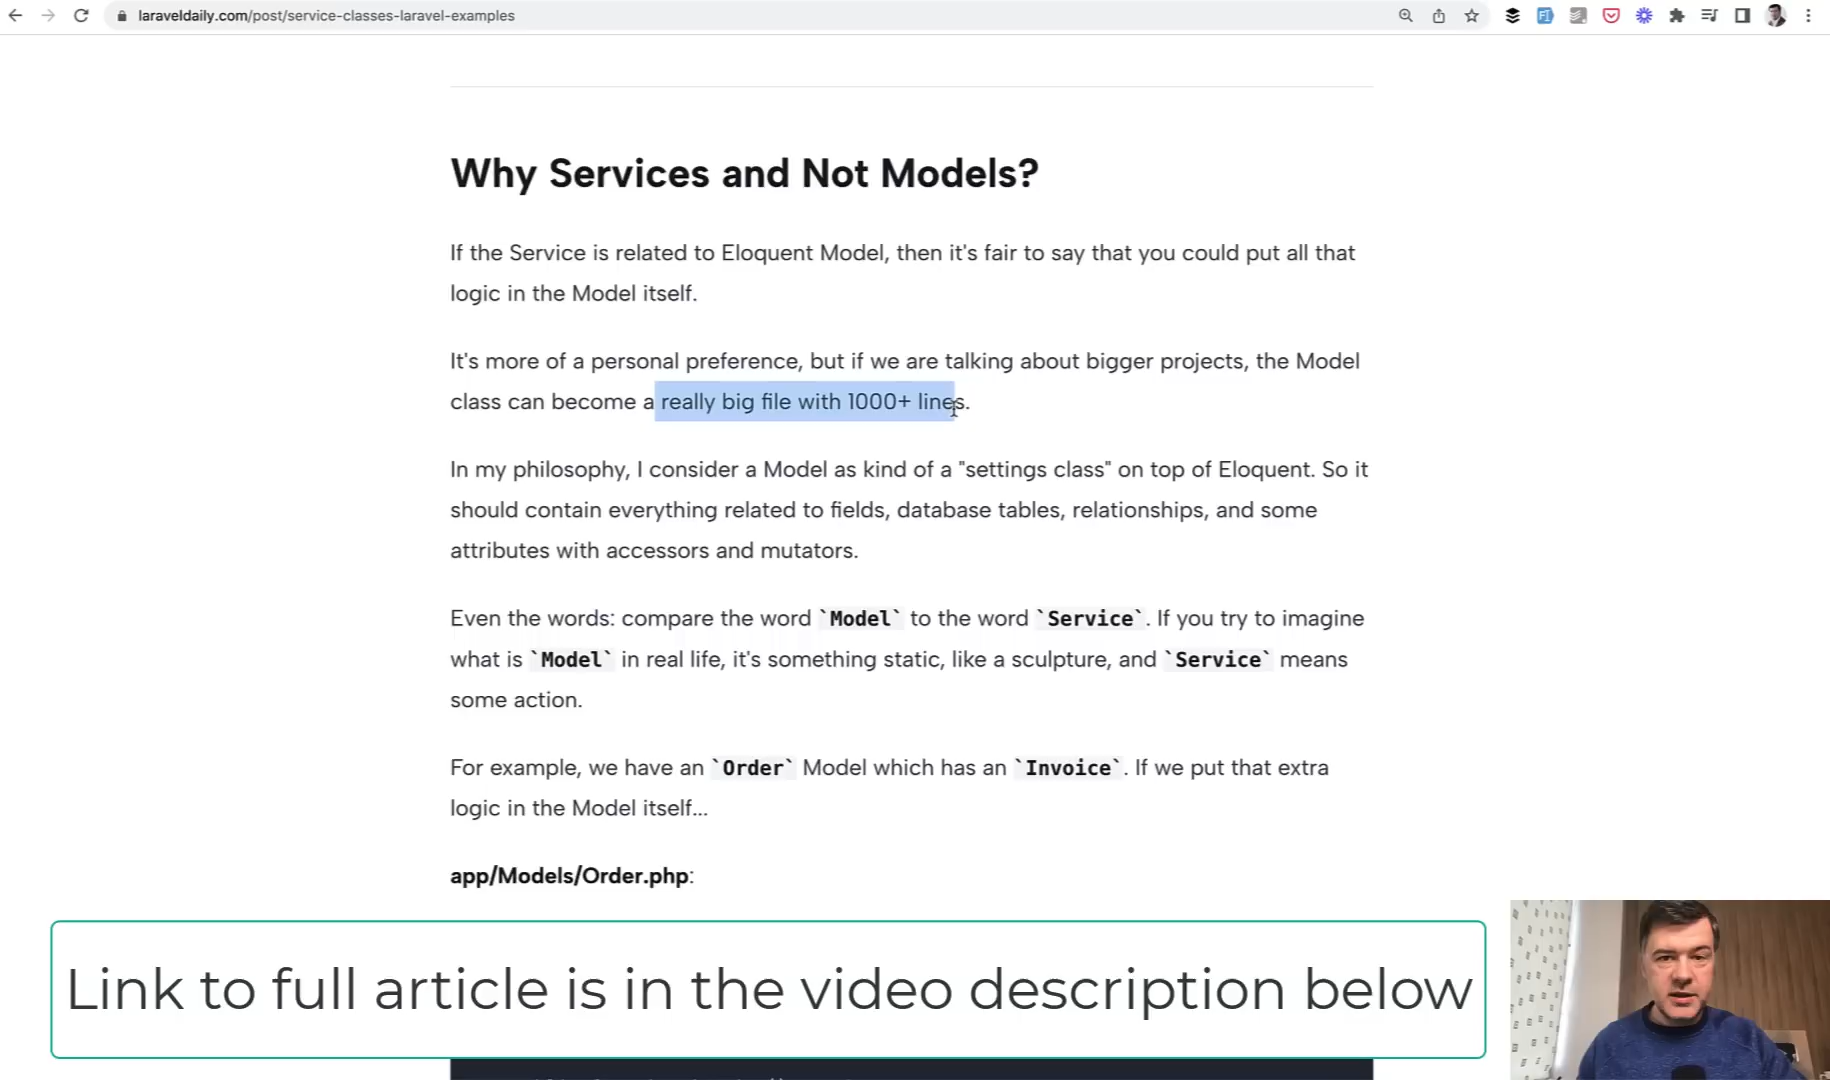 laraveldaily.com/post/service-classes-laravel-examples
Why Services and Not Models?
If the Service is related to Eloquent Model, then it's fair to say that you could put all that
logic in the Model itself.
It's more of a personal preference, but if we are talking about bigger projects, the Model
class can become a really big file with 1000+ lines.
In my philosophy, I consider a Model as kind of a "settings class" on top of Eloquent. So it
should contain everything related to fields, database tables, relationships, and some
attributes with accessors and mutators.
Even the words: compare the word `Model` to the word `Service`. If you try to imagine
what is `Model` in real life, it's something static, like a sculpture, and `Service` means
some action.
For example, we have an `Order` Model which has an `Invoice`. If we put that extra
logic in the Model itself...
app/Models/Order.php:
Link to full article is in the video description below